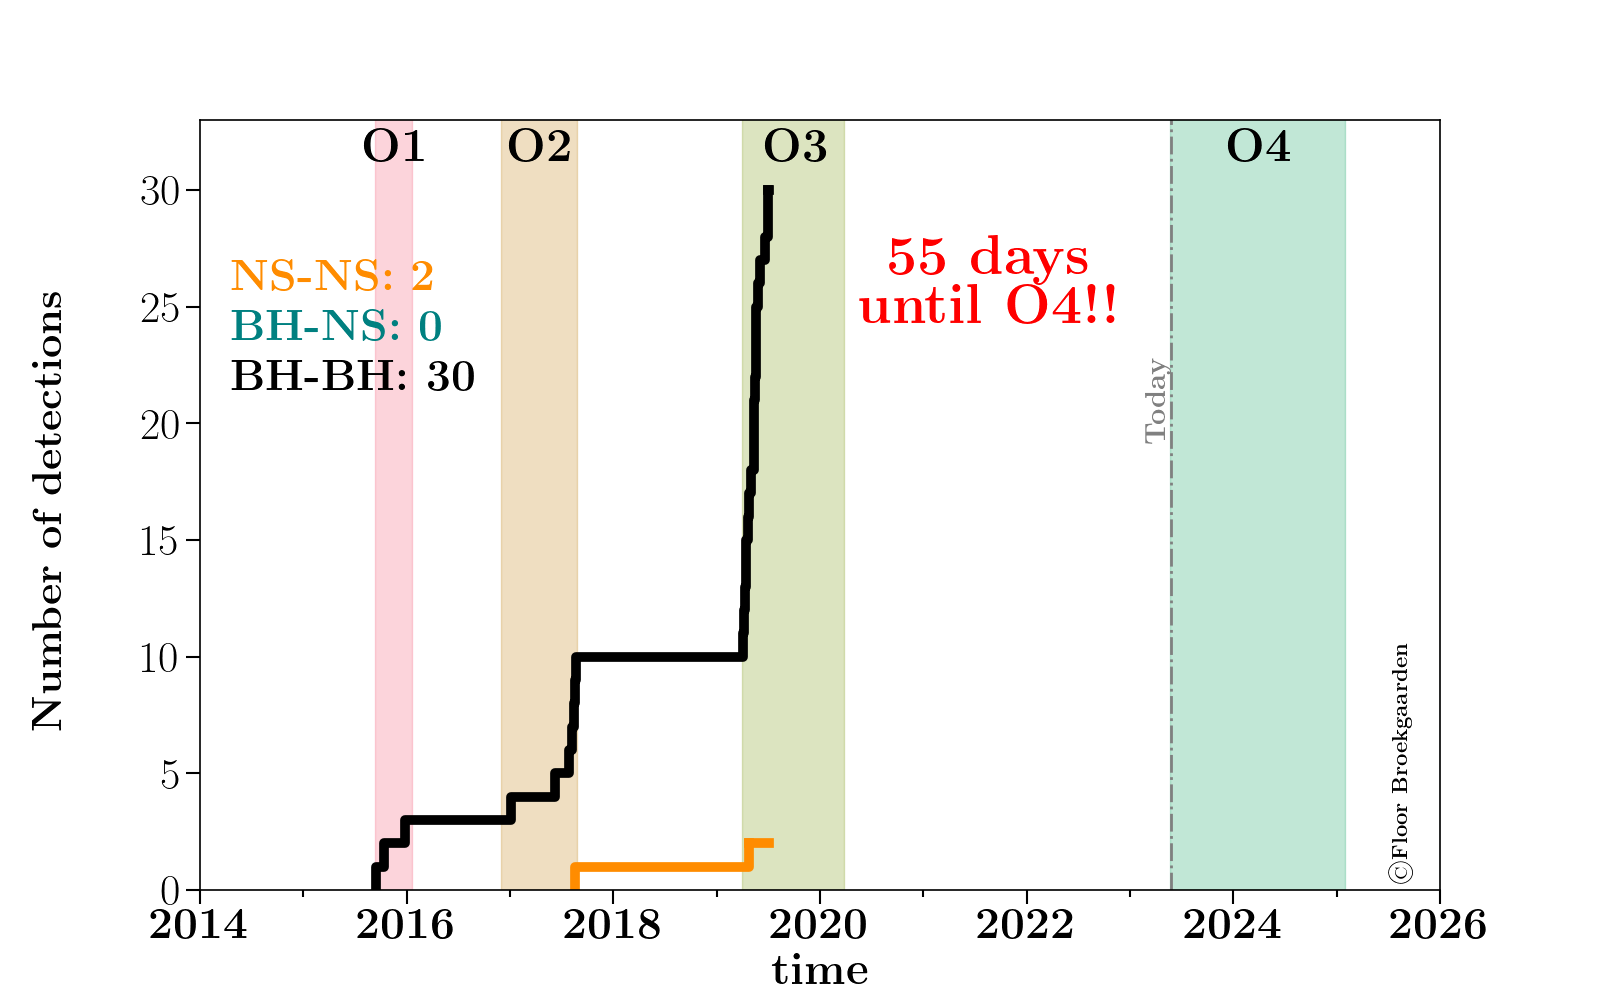 O1
O2
O3
O4
30
25
20
15
10
5
0
Number of detections
NS-NS: 2
BH-NS: 0
BH-BH: 30
55 days
until O4!!
Today
©Floor Broekgaarden
2014
2016
2018
2020
2022
2024
2026
time